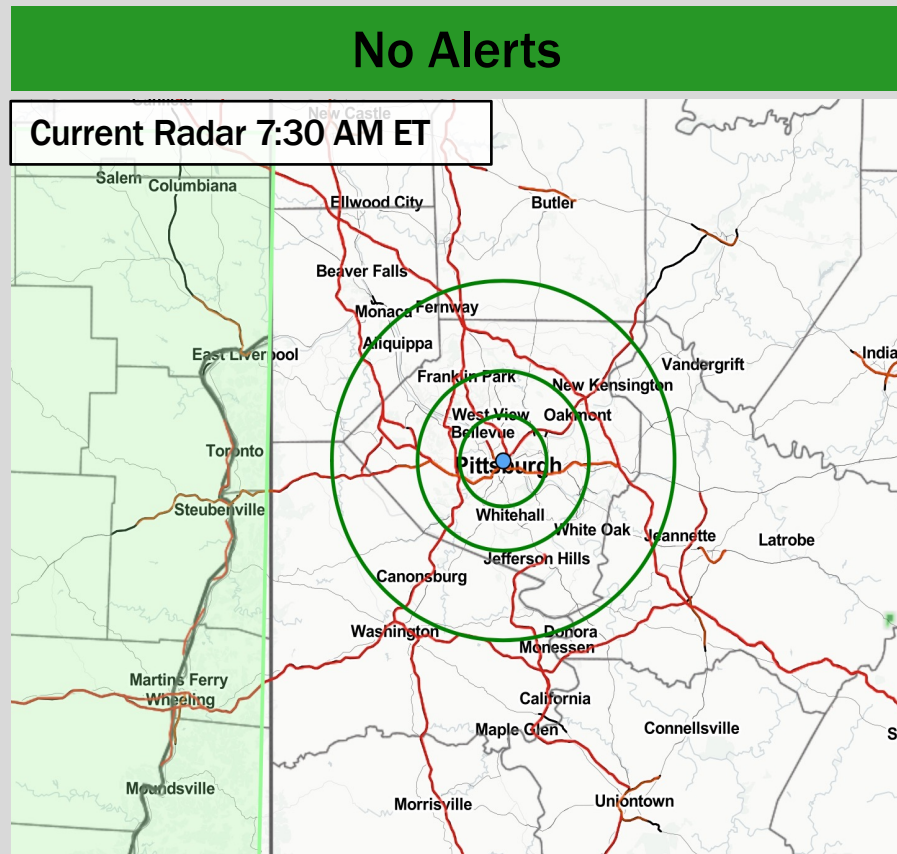 No Alerts
Current Radar 7:30 AM ET
New Castle
Salem
Columbiana
Ellwood City
Butler
Beaver Falls
Monaca
Fernway
Aliquippa
East Liverpool
Vandergrift
India
Franklin Park
New Kensington
West View
Oakmont
Bellevue
Toronto
Pittsburgh
Steubenville
Whitehall
White Oak
Jeannette
Latrobe
Jefferson Hills
Canonsburg
Washington
Donora
Monessen
Martins Ferry
Wheeling
California
Maple Glen
Connellsville
S
Moundsville
Morrisville
Uniontown